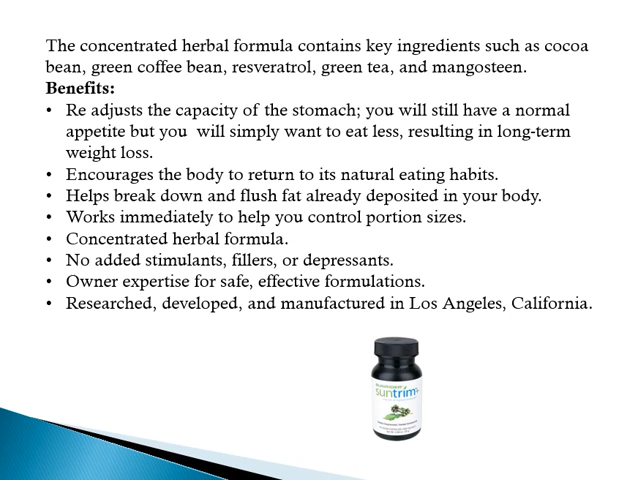 The concentrated herbal formula contains key ingredients such as cocoa
bean, green coffee bean, resveratrol, green tea, and mangosteen.
Benefits:
• Re adjusts the capacity of the stomach; you will still have a normal
appetite but you will simply want to eat less, resulting in long-term
weight loss.
• Encourages the body to return to its natural eating habits.
• Helps break down and flush fat already deposited in your body.
• Works immediately to help you control portion sizes.
• Concentrated herbal formula.
• No added stimulants, fillers, or depressants.
• Owner expertise for safe, effective formulations.
• Researched, developed, and manufactured in Los Angeles, California.
suntrim